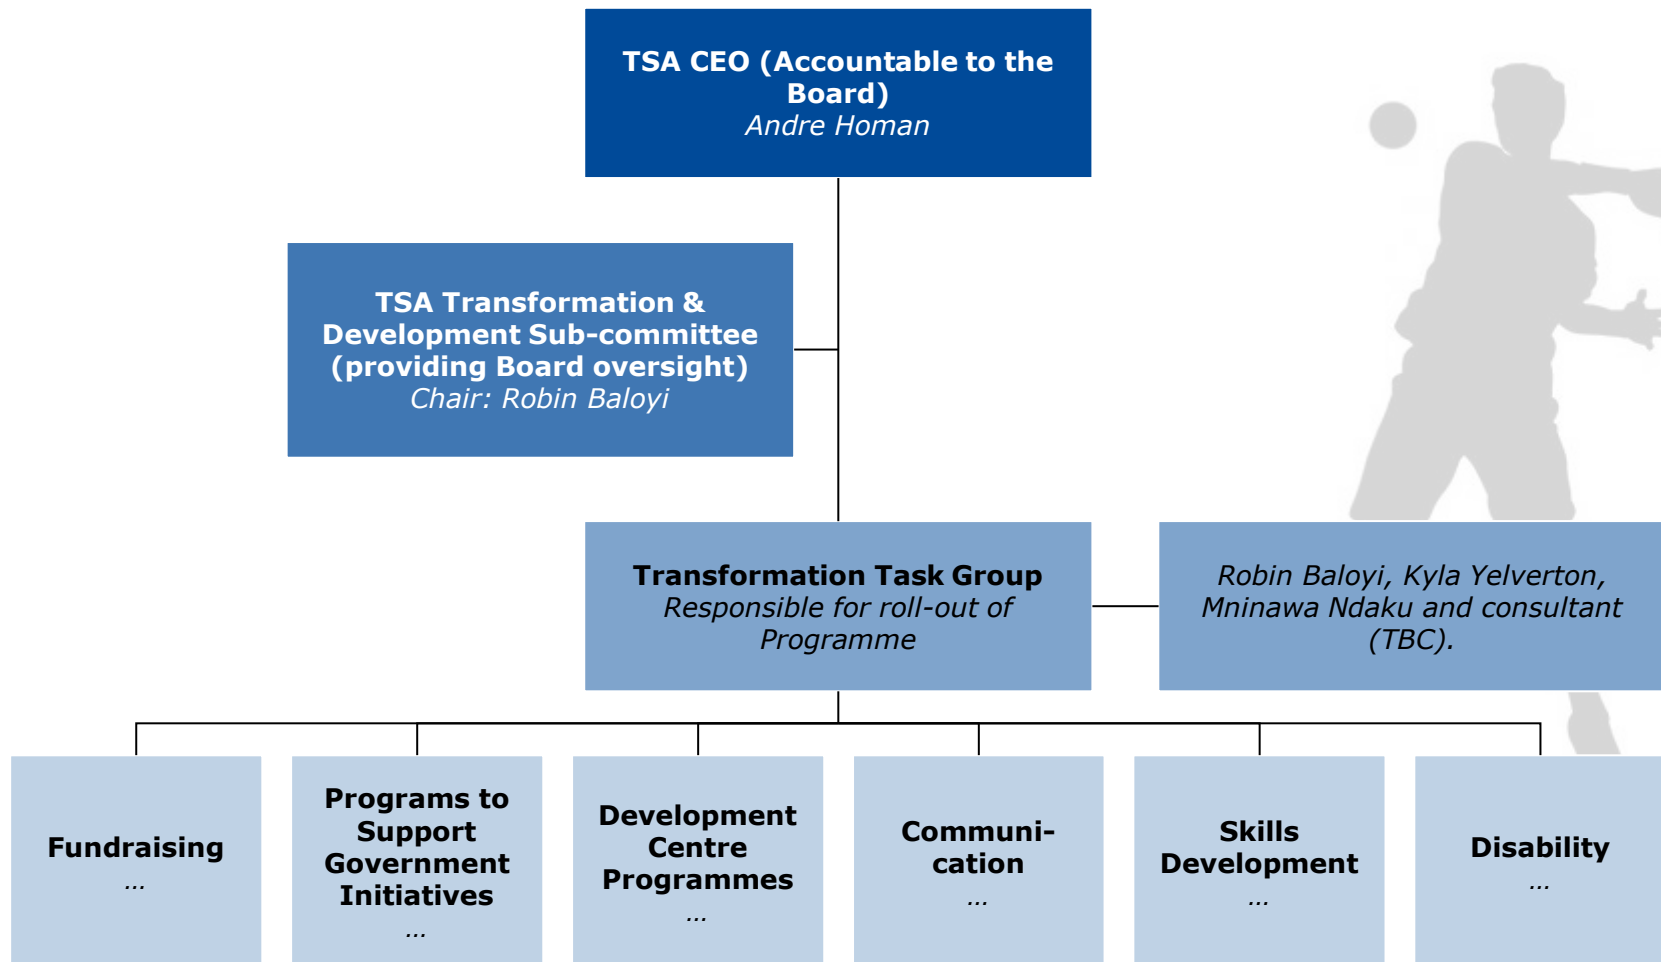 TSA CEO (Accountable to the
Board)
Andre Homan
TSA Transformation &
Development Sub-committee
(providing Board oversight)
Chair: Robin Baloyi
Transformation Task Group
Responsible for roll-out of
Programme
Robin Baloyi, Kyla Yelverton,
Mninawa Ndaku and consultant
(TBC).
Fundraising
...
Programs to
Support
Government
Initiatives
...
Development
Centre
Programmes
...
Communi-
cation
...
Skills
Development
...
Disability
...